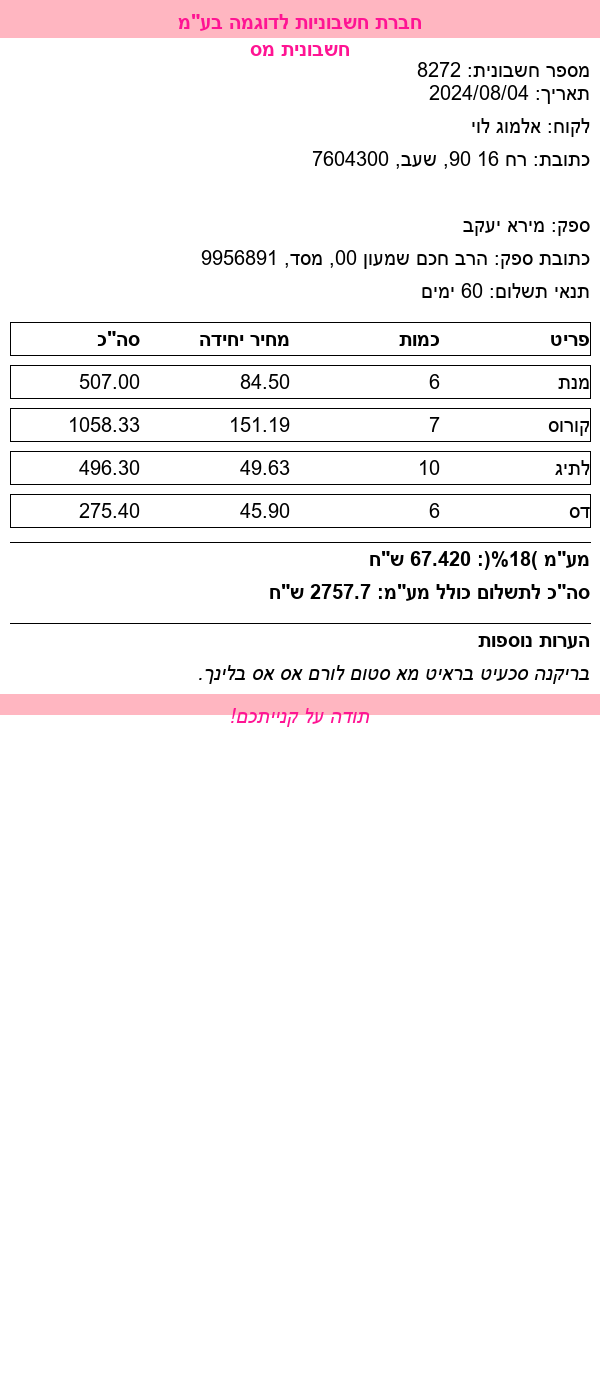 חברת חשבוניות לדוגמה בע"מ
חשבונית מס
מספר חשבונית: 8272
תאריך: 2024/08/04
לקוח: אלמוג לוי
כתובת: רח 16 90, שעב, 7604300
ספק: מירא יעקב
כתובת ספק: הרב חכם שמעון 00, מסד, 9956891
תנאי תשלום: 60 ימים
פריט כמות מחיר יחידה סה"כ
מנת 6 84.50 507.00
קורוס 7 151.19 1058.33
לתיג 10 49.63 496.30
דס 6 45.90 275.40
מע"מ )18%(: 67.420 ש"ח
סה"כ לתשלום כולל מע"מ: 2757.7 ש"ח
הערות נוספות
בריקנה סכעיט בראיט מא סטום לורם אס אס בלינך.
תודה על קנייתכם!